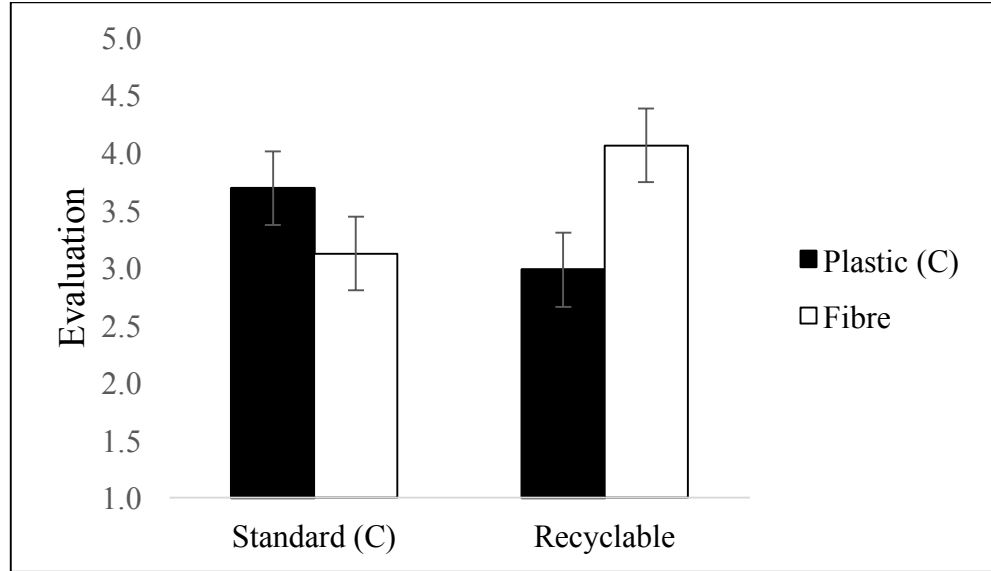 5.0
4.5
4.0
3.5
3.0
2.5
2.0
1.5
1.0
Evaluation
Standard (C)
Recyclable
Plastic (C)
Fibre